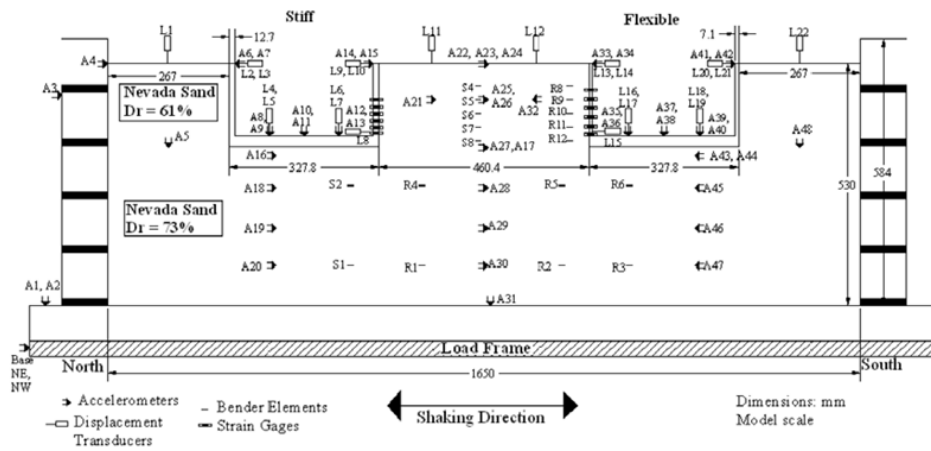 Stiff
Flexible
L1
12.7
L11
L12
7.1
L22
A4
A6, A7
A14, A15
A22, A23, A24
A33, A34
A41, A42
L2, L3
L9, L10
L13, L14
L20, L21
267
267
A3
Nevada Sand
Dr = 61%
L4,
L5
L6,
L7
S4
A25,
R8
L16,
L17
L18,
L19
A10,
A11
A21
S5
A26
R9
A37,
A38
A8
A9
A12,
A13
S6
A32
R10
A35,
A36
A39,
A40
A5
S7
R11
A48
L8
S8
R12
L15
A16
A27, A17
A43, A44
327.8
460.4
327.8
584
530
A18
S2
R4
A28
R5
R6
A45
Nevada Sand
Dr = 73%
A19
A29
A46
A20
S1
R1
A30
R2
R3
A47
A1, A2
A31
Load Frame
Base
NE,
NW
North
South
1650
Accelerometers
Displacement
Transducers
Bender Elements
Strain Gages
Shaking Direction
Dimensions: mm
Model scale